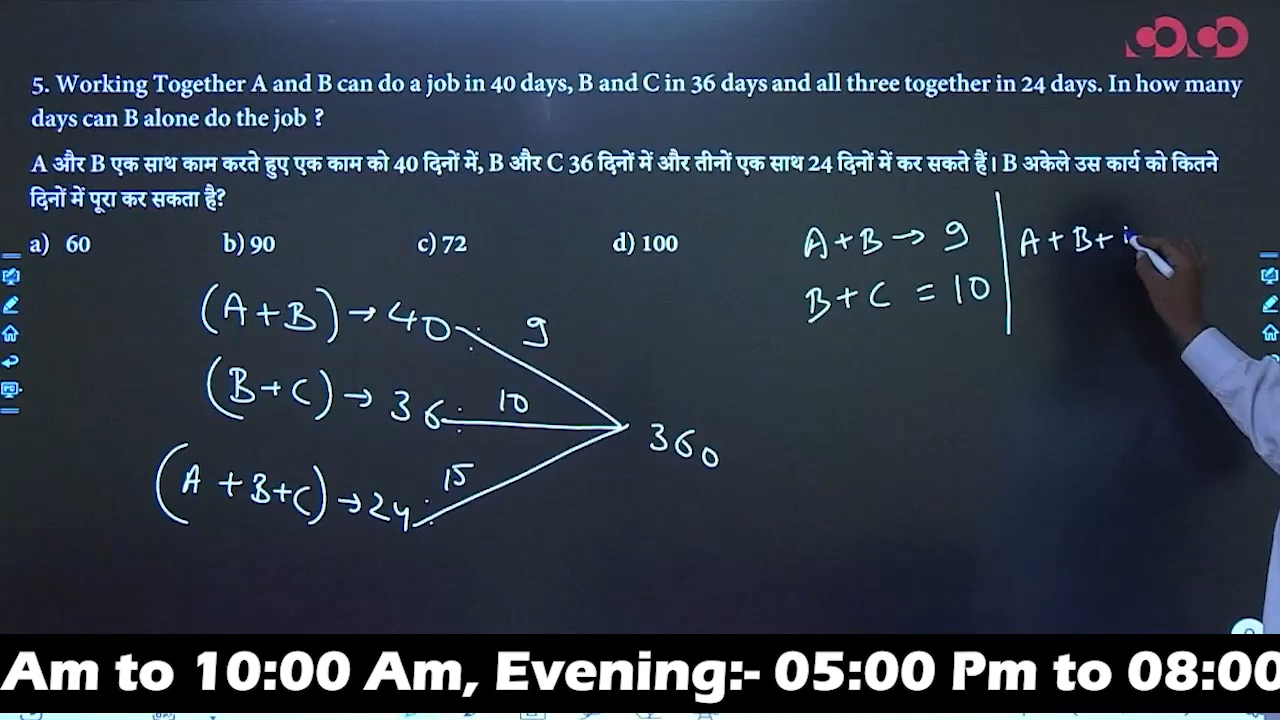 5. Working Together A and B can do a job in 40 days, B and C in 36 days and all three together in 24 days. In how many
days can B alone do the job ?
A और B एक साथ काम करते हुए एक काम को 40 दिनों में, B और C 36 दिनों में और तीनों एक साथ 24 दिनों में कर सकते हैं। B अकेले उस कार्य को कितने
दिनों में पूरा कर सकता है?
a) 60 b) 90 c) 72 d) 100
A+B → 9
B+C = 10
A+B+
(A+B) → 40 9
(B+C) → 36 10
360
(A+B+C) → 24 15
Am to 10:00 Am, Evening:- 05:00 Pm to 08:00